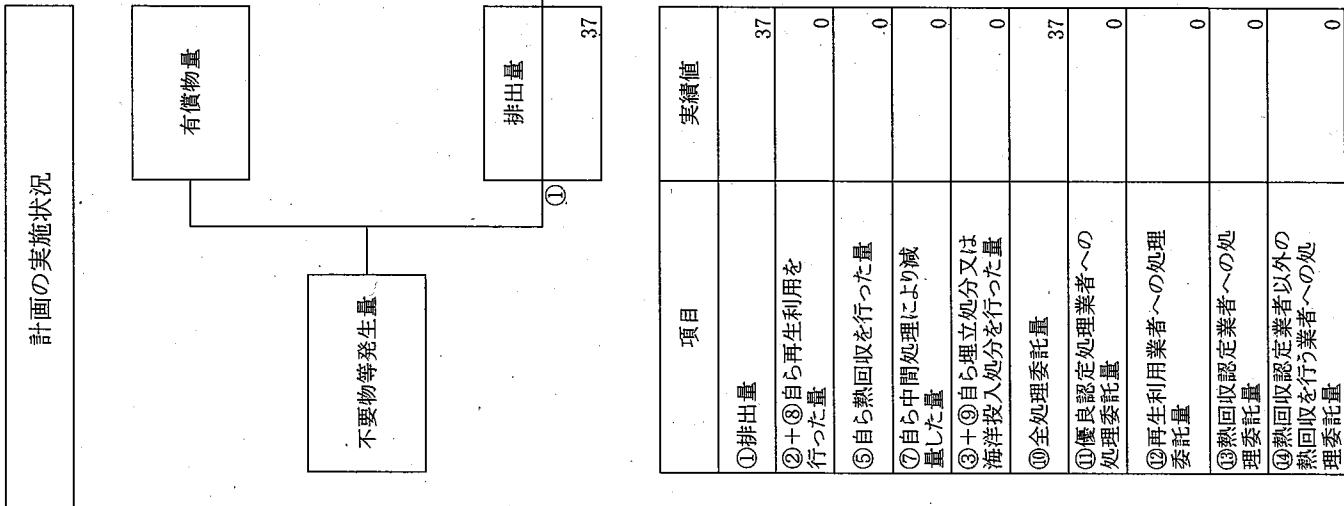 計画の実施状況
有償物量
不要物等発生量
排出量
①
37
項目
実績値
①排出量
37
②+⑧自ら再生利用を
行った量
0
⑤自ら熱回収を行った量
0
⑦自ら中間処理により減
量した量
0
③+⑨自ら埋立処分又は
海洋投入処分を行った量
0
⑩全処理委託量
37
⑪優良認定処理業者への
処理委託量
0
⑫再生利用業者への処理
委託量
0
⑬熱回収認定業者への処
理委託量
0
⑭熱回収認定業者以外の
熱回収を行う業者への処
理委託量
0